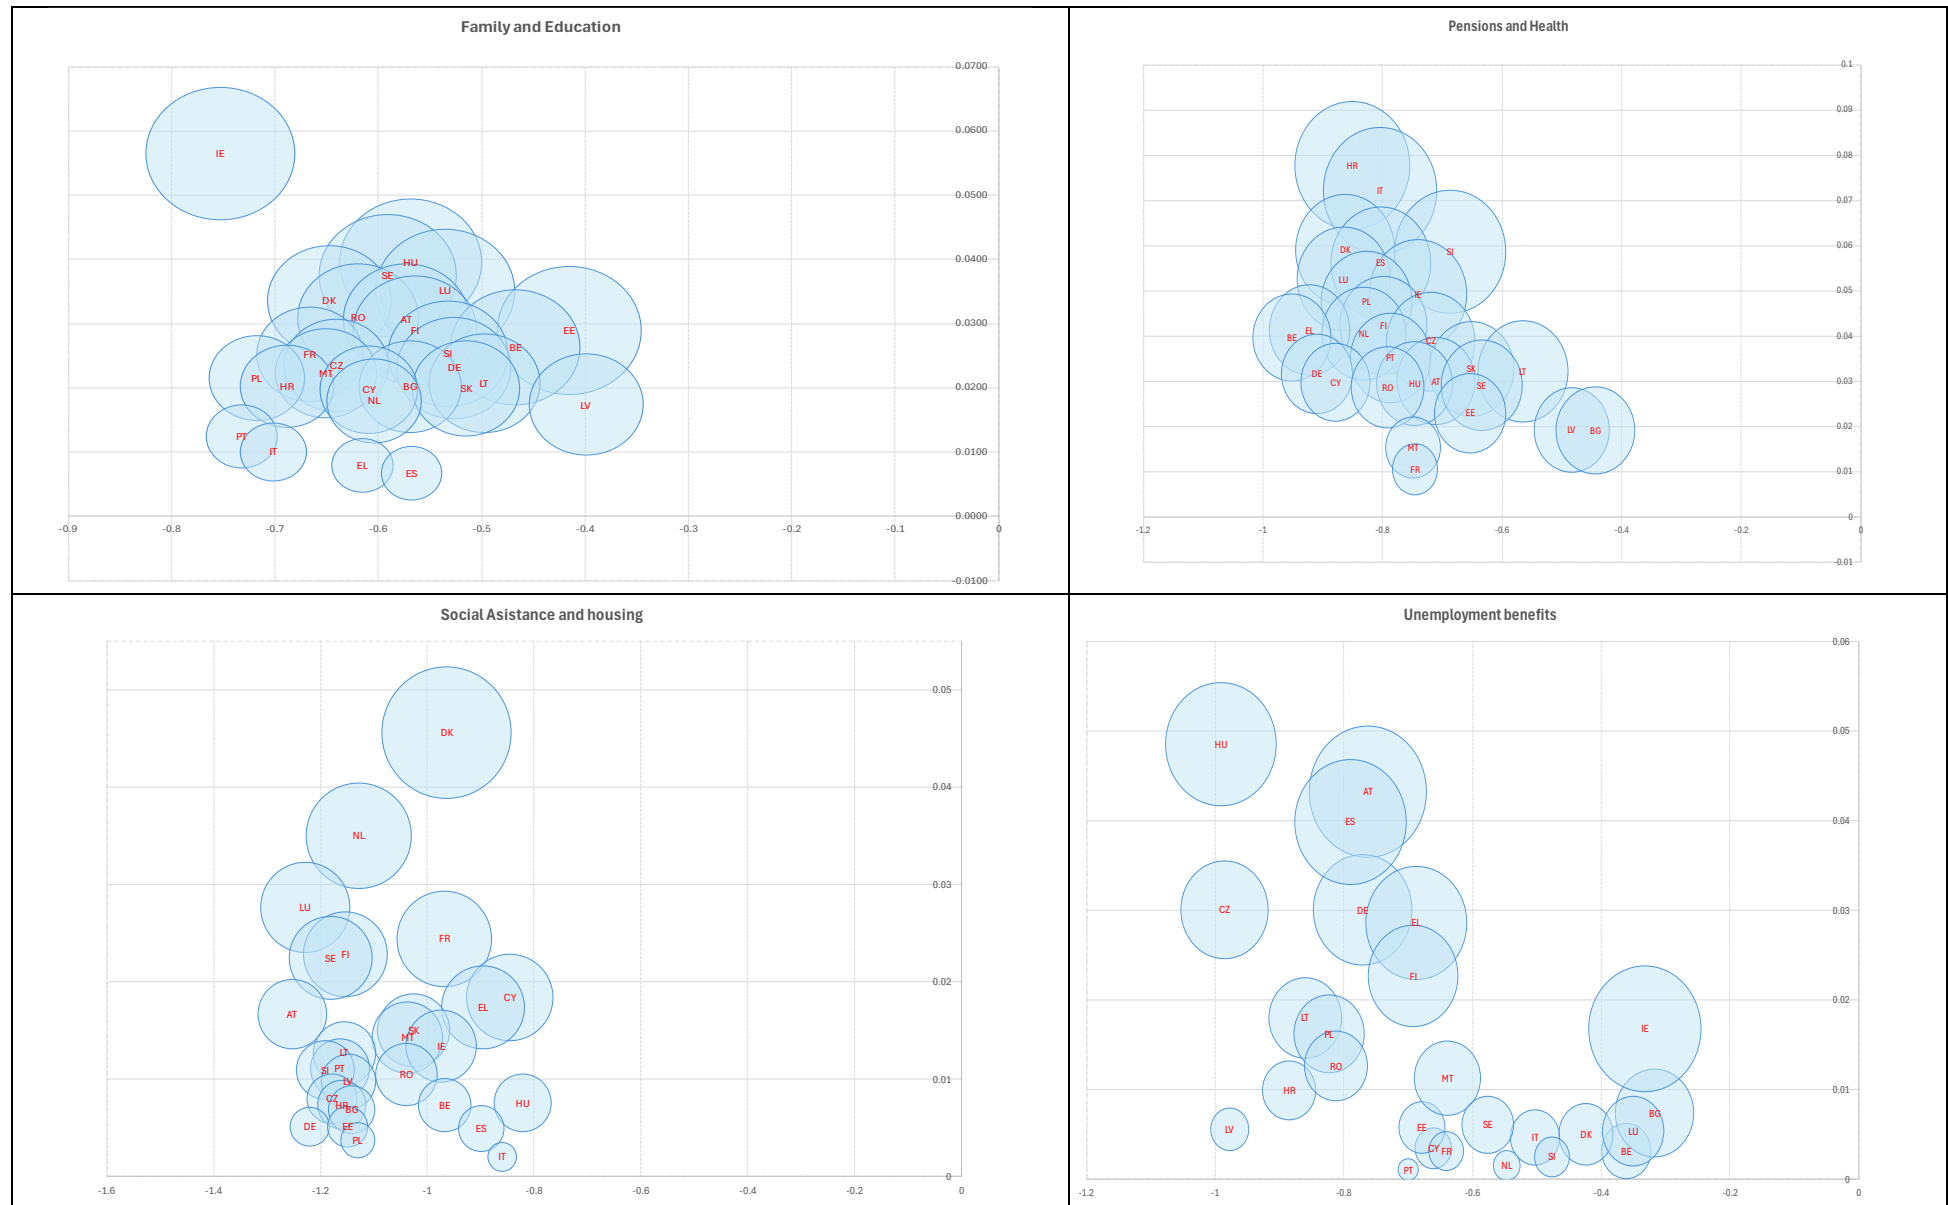 Family and Education
0.0700
0.0600
IE
0.0500
0.0400
HU
SE
LU
DK
RO
AT
0.0300
FI
EE
BE
SI
FR
CZ
DE
MT
PL
HR
CY
BG
SK
LT
0.0200
NL
LV
PT
IT
0.0100
EL
ES
0.0000
-0.9 -0.8 -0.7 -0.6 -0.5 -0.4 -0.3 -0.2 -0.1 0
-0.0100
Pensions and Health
0.1
0.09
0.08
HR
IT
0.07
0.06
DK
SI
ES
LU
0.05
IE
PL
FI
EL
BE
NL
0.04
CZ
PT
SK
LT
DE
CY
HU
AT
0.03
RO
SE
EE
0.02
LV
BG
MT
FR
0.01
0
-1.2 -1 -0.8 -0.6 -0.4 -0.2 0
-0.01
Social Asistance and housing
0.05
DK
0.04
NL
0.03
LU
FR
FI
SE
0.02
CY
EL
AT
SK
MT
IE
LT
PT
SI
RO
LV
0.01
CZ
HR
BG
BE
HU
DE
EE
ES
PL
IT
0
-1.6 -1.4 -1.2 -1 -0.8 -0.6 -0.4 -0.2 0
Unemployment benefits
0.06
0.05
HU
AT
0.04
ES
CZ
DE
0.03
EL
FI
0.02
LT
IE
PL
RO
MT
HR
0.01
BG
LV
EE
SE
IT
DK
LU
CY
FR
SI
BE
PT
NL
0
-1.2 -1 -0.8 -0.6 -0.4 -0.2 0